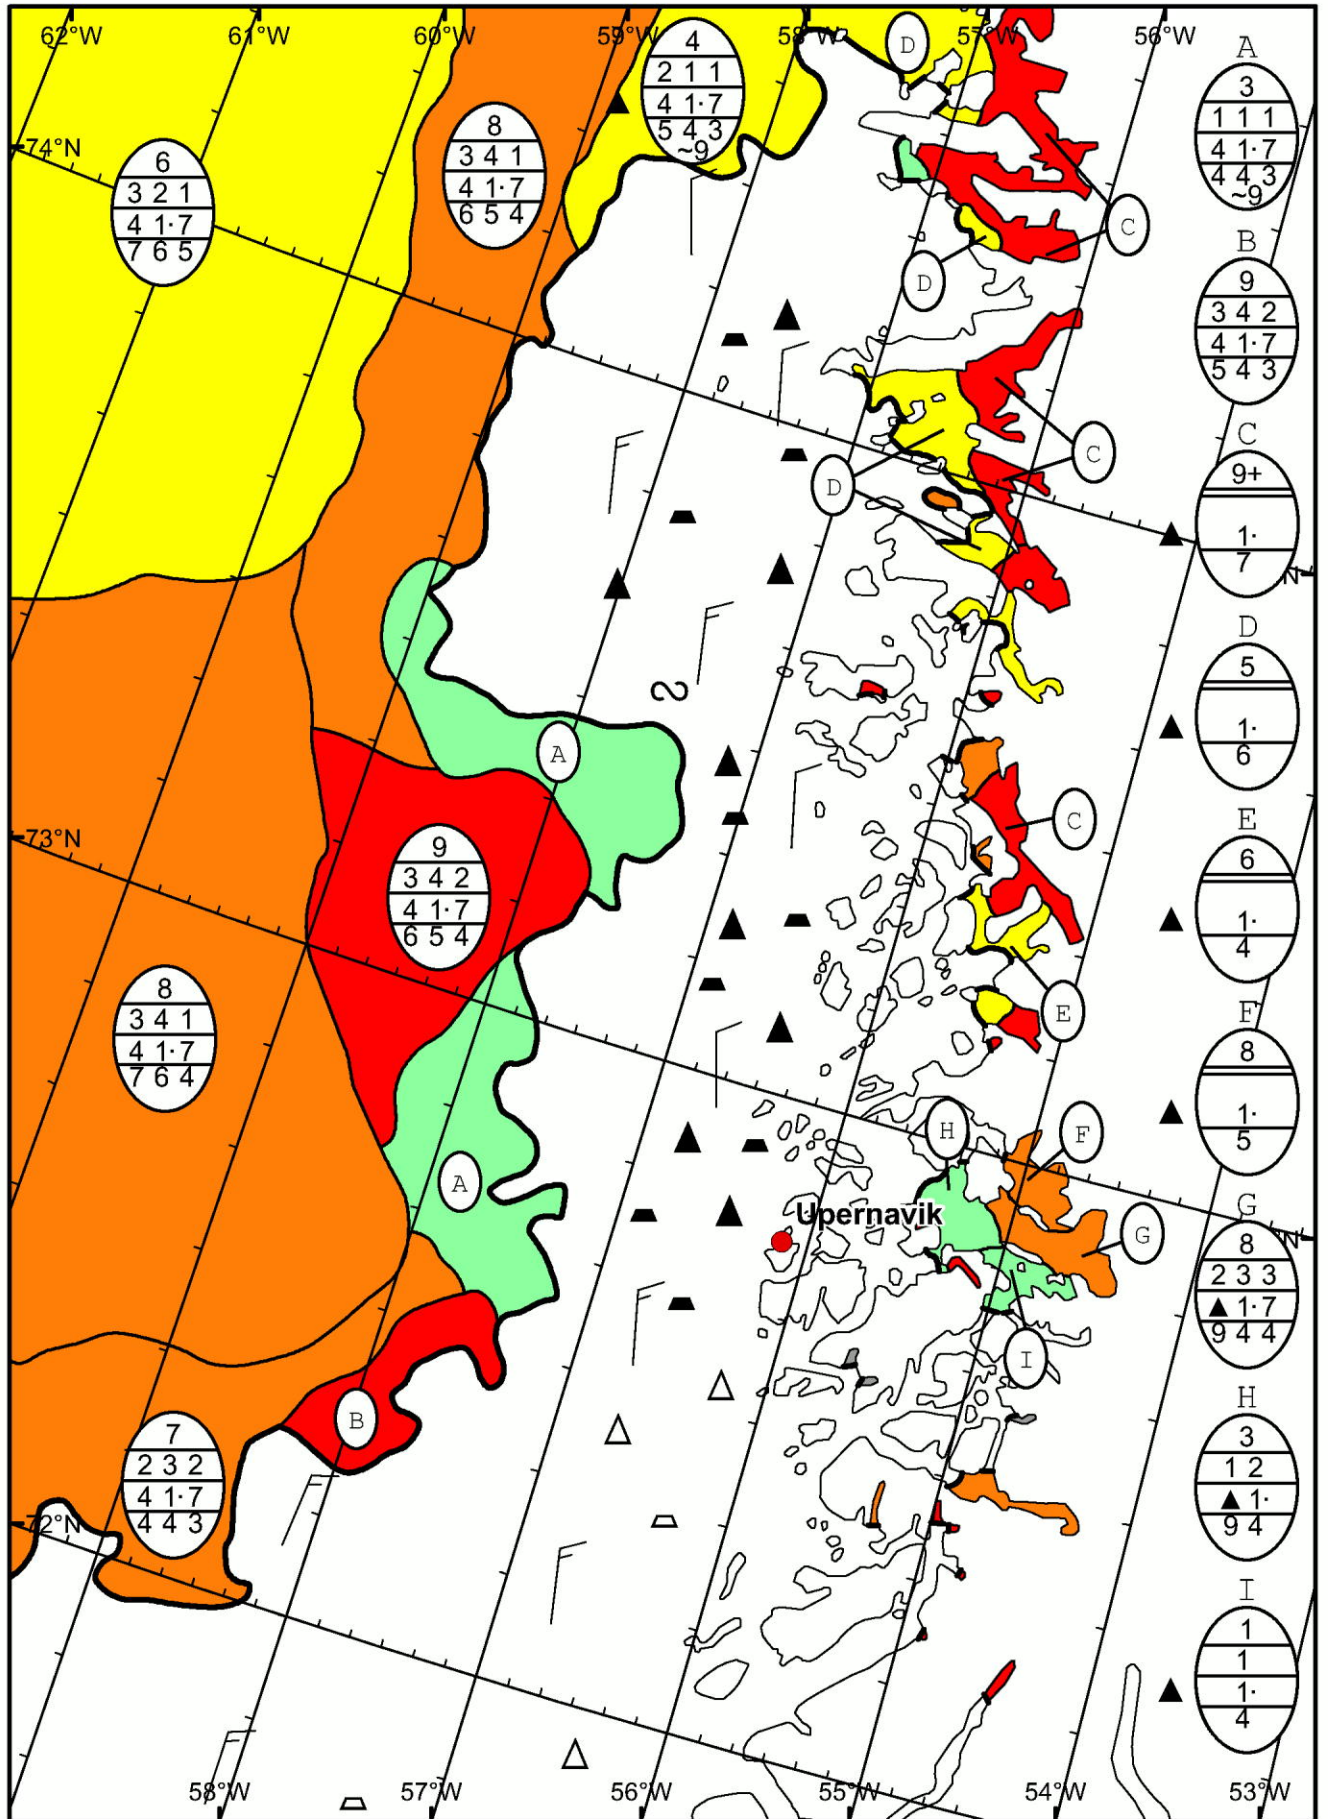 62°W 61°W 60°W 59°W 58°W 57°W 56°W
74°N
73°N
72°N
58°W 57°W 56°W 55°W 54°W 53°W
6
3 2 1
4 1· 7
7 6 5
8
3 4 1
4 1· 7
6 5 4
4
2 1 1
4 1· 7
5 4 3
~9
9
3 4 2
4 1· 7
6 5 4
8
3 4 1
4 1· 7
7 6 4
7
2 3 2
4 1· 7
4 4 3
A
A
B
D
C
D
C
D
C
E
H
F
Upernavik
G
I
A
3
1 1 1
4 1· 7
4 4 3
~9
B
9
3 4 2
4 1· 7
5 4 3
C
9+
1·
7
N
D
5
1·
6
E
6
1·
4
F
8
1·
5
G
N
8
2 3 3
▲ 1· 7
9 4 4
H
3
1 2
▲ 1·
9 4
I
1
1
1·
4